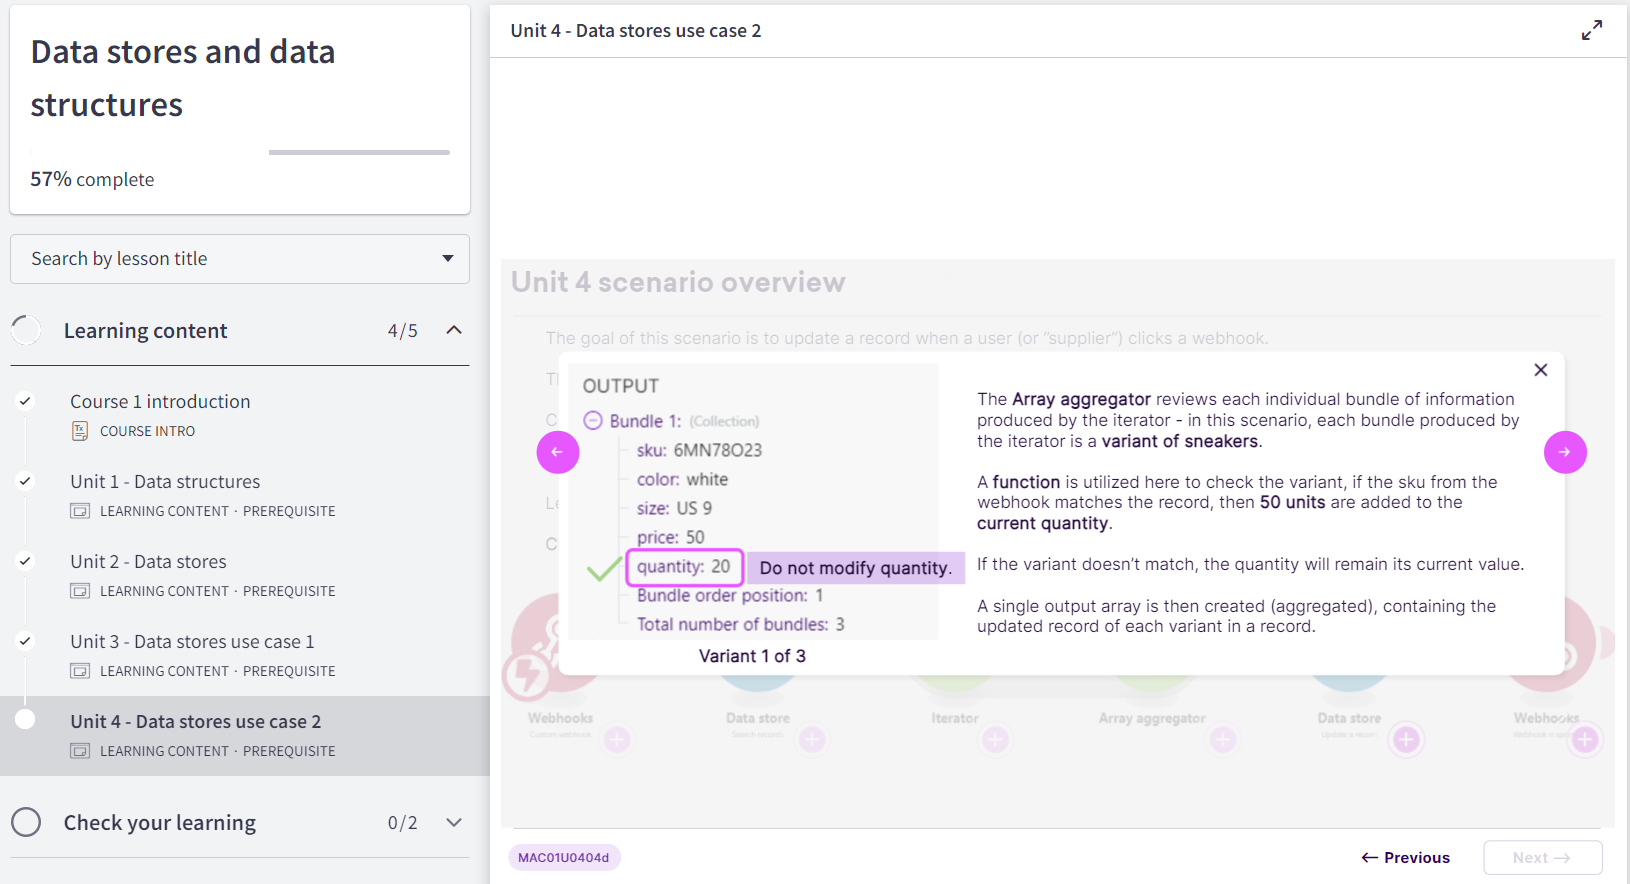 Data stores and data
structures
57% complete
Search by lesson title
Learning content 4/5
Course 1 introduction
COURSE INTRO
Unit 1 - Data structures
LEARNING CONTENT · PREREQUISITE
Unit 2 - Data stores
LEARNING CONTENT · PREREQUISITE
Unit 3 - Data stores use case 1
LEARNING CONTENT · PREREQUISITE
Unit 4 - Data stores use case 2
LEARNING CONTENT · PREREQUISITE
Check your learning 0/2
Unit 4 - Data stores use case 2
Unit 4 scenario overview
The goal of this scenario is to update a record when a user (or "supplier") clicks a webhook.
OUTPUT
Bundle 1: (Collection)
sku: 6MN78O23
color: white
size: US 9
price: 50
quantity: 20 Do not modify quantity.
Bundle order position: 1
Total number of bundles: 3
Variant 1 of 3
The Array aggregator reviews each individual bundle of information
produced by the iterator - in this scenario, each bundle produced by
the iterator is a variant of sneakers.
A function is utilized here to check the variant, if the sku from the
webhook matches the record, then 50 units are added to the
current quantity.
If the variant doesn't match, the quantity will remain its current value.
A single output array is then created (aggregated), containing the
updated record of each variant in a record.
Webhooks Data store Iterator Array aggregator Data store Webhooks
Custom webhook Search records Update a record
MAC01U0404d
← Previous
Next →